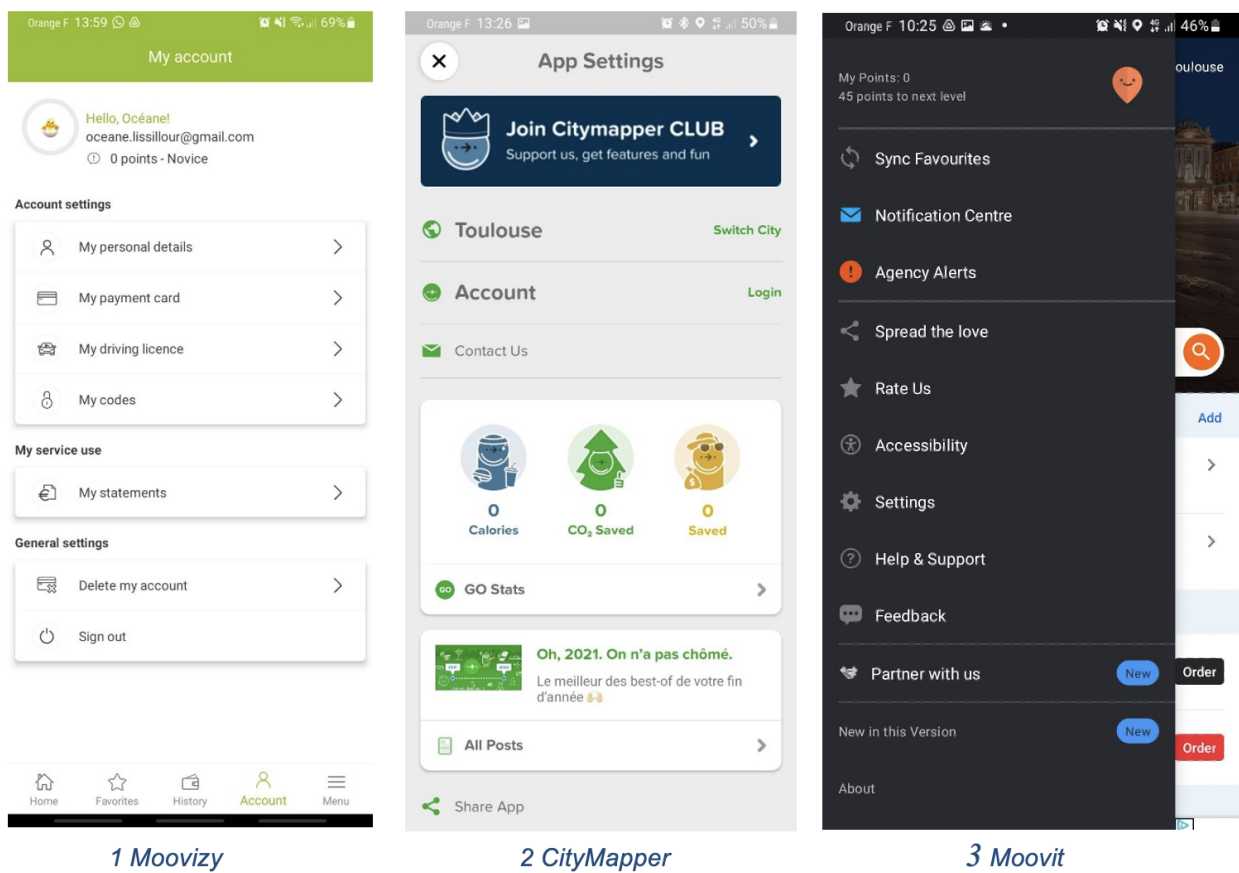 Orange F 13:59 69%
My account
Hello, Océane!
oceane.lissillour@gmail.com
0 points - Novice
Account settings
My personal details
My payment card
My driving licence
My codes
My service use
My statements
General settings
Delete my account
Sign out
Home Favorites History Account Menu
1 Moovizy
Orange F 13:26 50%
App Settings
Join Citymapper CLUB
Support us, get features and fun
Toulouse Switch City
Account Login
Contact Us
0 0 0
Calories CO₂ Saved Saved
GO GO Stats
Oh, 2021. On n'a pas chômé.
Le meilleur des best-of de votre fin
d'année 🙌🏻
All Posts
Share App
2 CityMapper
Orange F 10:25 4G 46%
oulouse
My Points: 0
45 points to next level
Sync Favourites
Notification Centre
Agency Alerts
Spread the love
Rate Us
Add
Accessibility
Settings
Help & Support
Feedback
Partner with us New Order
New in this Version New
Order
About
3 Moovit